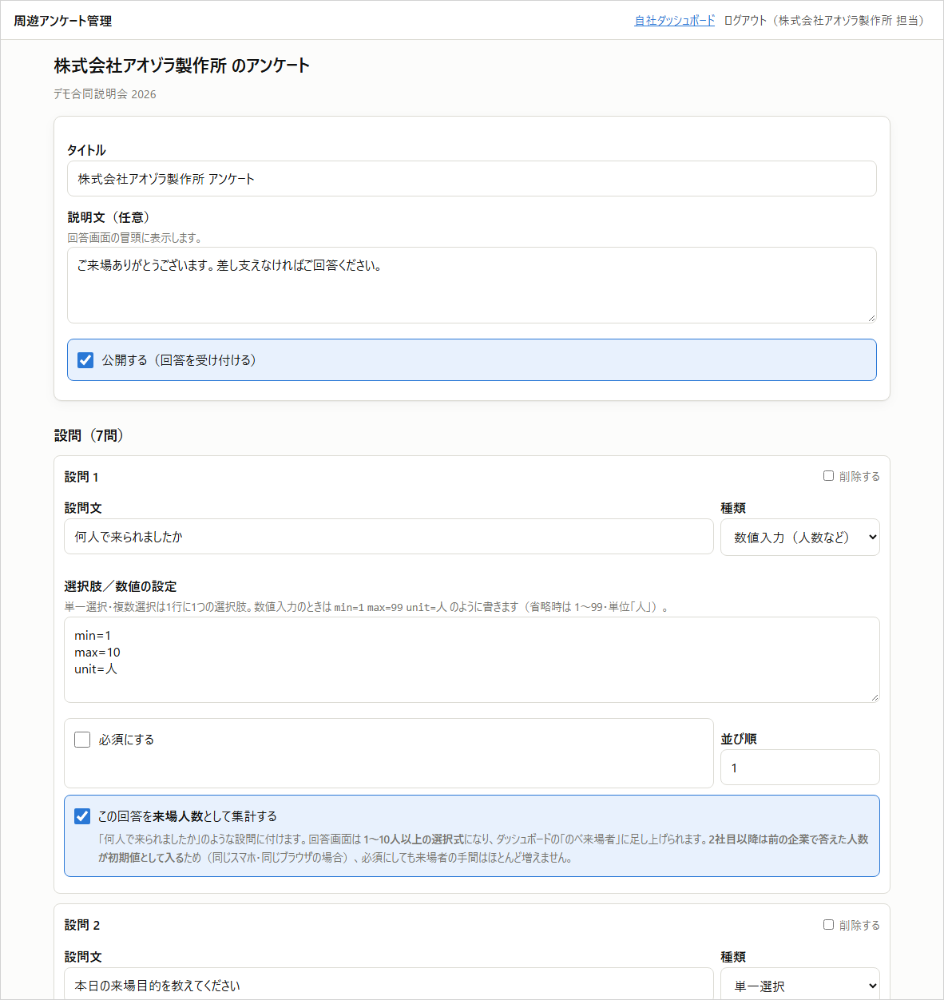 周遊アンケート管理
自社ダッシュボード ログアウト（株式会社アオゾラ製作所 担当）
株式会社アオゾラ製作所 のアンケート
デモ合同説明会 2026
タイトル
株式会社アオゾラ製作所 アンケート
説明文（任意）
回答画面の冒頭に表示します。
ご来場ありがとうございます。差し支えなければご回答ください。
公開する（回答を受け付ける）
設問（7問）
設問 1
削除する
設問文
種類
何人で来られましたか
数値入力（人数など）
選択肢／数値の設定
単一選択・複数選択は1行に1つの選択肢。数値入力のときは min=1 max=99 unit=人 のように書きます（省略時は 1〜99・単位「人」）。
min=1
max=10
unit=人
必須にする
並び順
1
この回答を来場人数として集計する
「何人で来られましたか」のような設問に付けます。回答画面は 1〜10人以上の選択式になり、ダッシュボードの「のべ来場者」に足し上げられます。2社目以降は前の企業で答えた人数
が初期値として入るため（同じスマホ・同じブラウザの場合）、必須にしても来場者の手間はほとんど増えません。
設問 2
削除する
設問文
種類
本日の来場目的を教えてください
単一選択